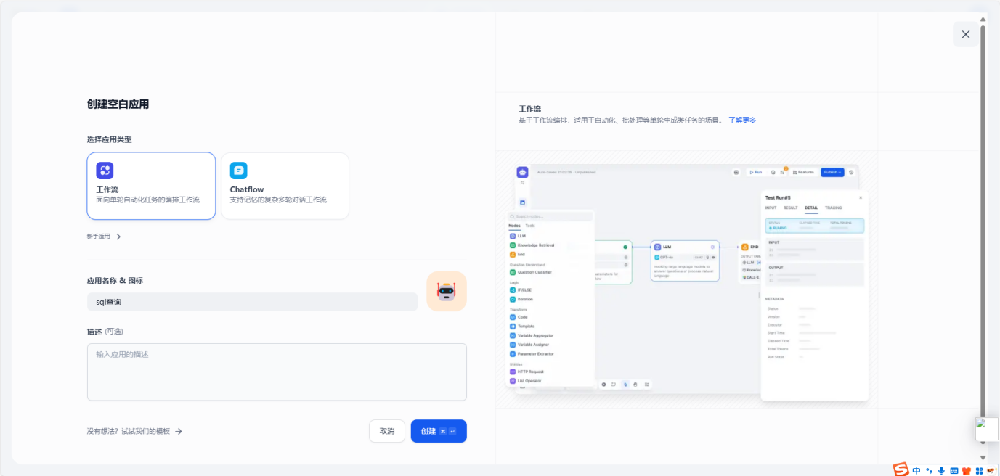 创建空白应用
选择应用类型
工作流
面向单轮自动化任务的编排工作流
Chatflow
支持记忆的复杂多轮对话工作流
新手适用
应用名称 & 图标
sql查询
描述 (可选)
输入应用的描述
没有想法? 试试我们的模板
取消
创建
工作流
基于工作流编排，适用于自动化、批处理等单轮生成类任务的场景。 了解更多
Run
Features
Publish
Search nodes...
Nodes Tools
LLM
Knowledge Retrieval
End
Question Understand
Question Classifier
Logic
IF/ELSE
Iteration
Transform
Code
Template
Variable Aggregator
Variable Assigner
Parameter Extractor
Utilities
HTTP Request
List Operator
LLM
Invoking large language models to
answer questions or process natural
language
END
Test Run#5
INPUT RESULT DETAIL TRACING
STATUS ELAPSED TIME TOTAL TOKENS
RUNNING
INPUT
OUTPUT
METADATA
Status
Executor
Start Time
Elapsed Time
Total Tokens
Run Steps
中